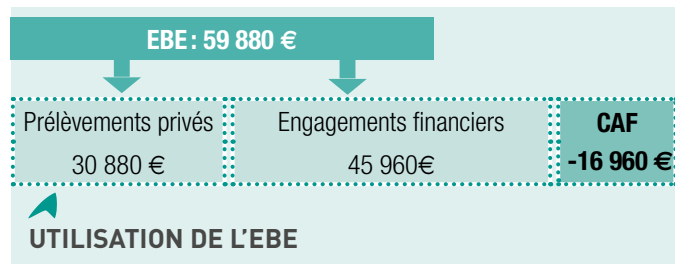 EBE : 59 880 €
Prélèvements privés
30 880 €
Engagements financiers
45 960€
CAF
-16 960 €
UTILISATION DE L'EBE